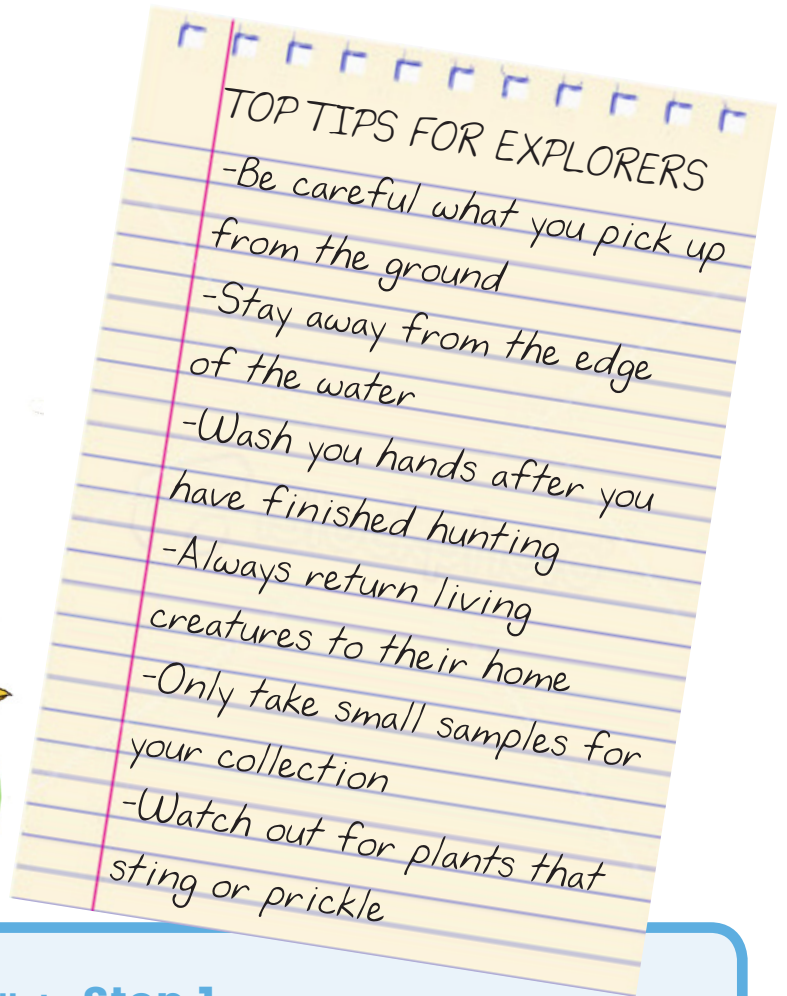 TOP TIPS FOR EXPLORERS
-Be careful what you pick up
from the ground
-Stay away from the edge
of the water
-Wash you hands after you
have finished hunting
-Always return living
creatures to their home
-Only take small samples for
your collection
-Watch out for plants that
sting or prickle
Step 1